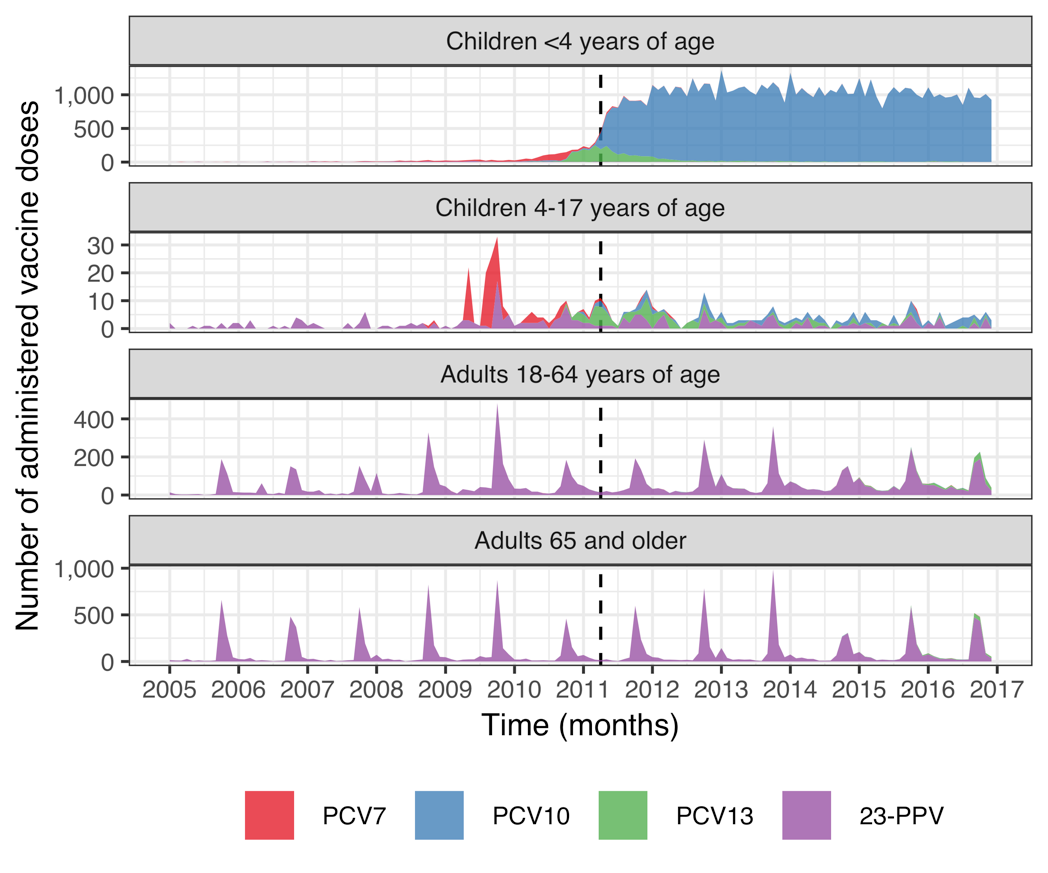 Number of administered vaccine doses
Children <4 years of age
1,000
500
0
Children 4-17 years of age
30
20
10
0
Adults 18-64 years of age
400
200
0
Adults 65 and older
1,000
500
0
2005 2006 2007 2008 2009 2010 2011 2012 2013 2014 2015 2016 2017
Time (months)
PCV7 PCV10 PCV13 23-PPV